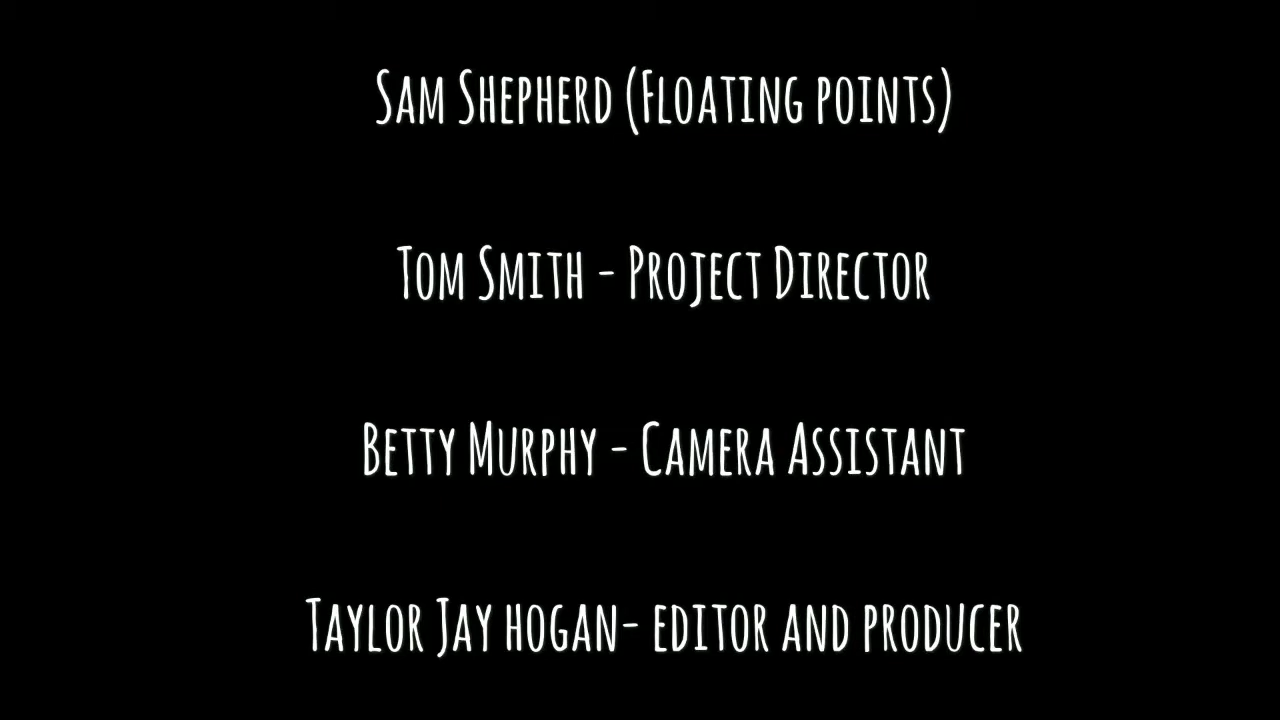 Sam Shepherd (Floating points)
Tom Smith - Project Director
Betty Murphy - Camera Assistant
Taylor Jay hogan- editor and producer